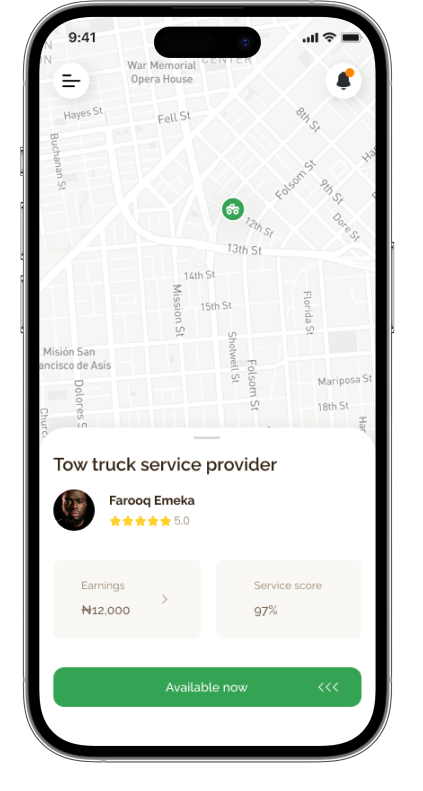 9:41
CENTER
War Memorial
Opera House
Hayes St
Fell St
8th St
Buchanan St
Folsom St
9th St
Dore St
12th St
13th St
14th St
Mission St
15th St
Florida St
Shotwell St
Folsom St
Misión San
ancisco de Asís
Dolores S
Mariposa St
18th St
Church
Har
Tow truck service provider
Farooq Emeka
5.0
Earnings
₦12,000
Service score
97%
Available now
<<<